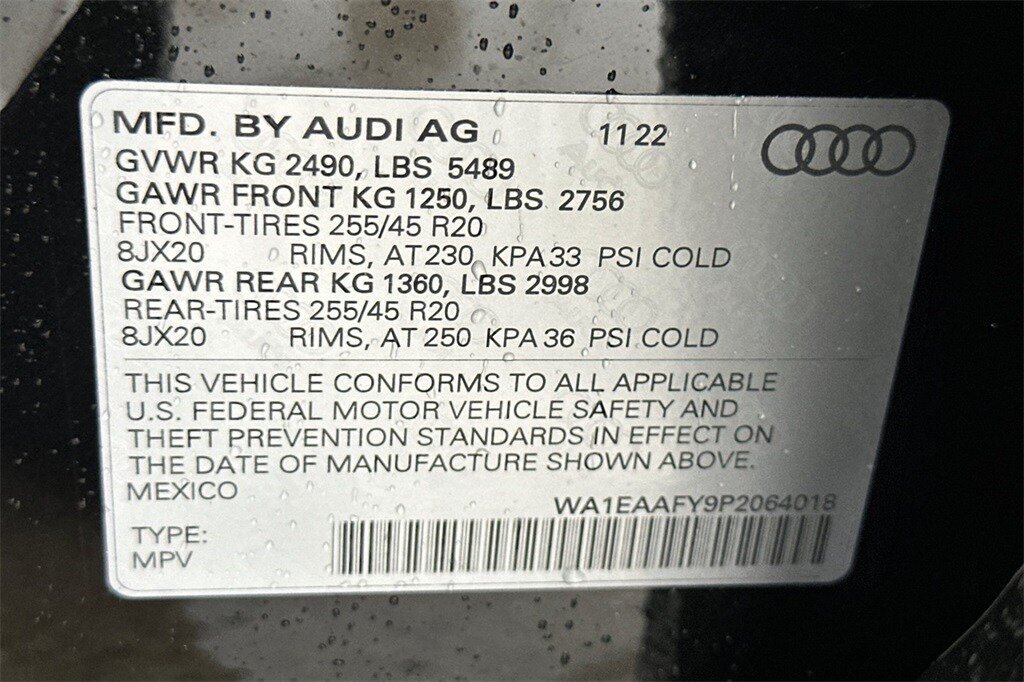 MFD. BY AUDI AG 11 22
GVWR KG 2490, LBS 5489
GAWR FRONT KG 1250, LBS 2756
FRONT-TIRES 255/45 R20
8JX20 RIMS, AT 230 KPA 33 PSI COLD
GAWR REAR KG 1360, LBS 2998
REAR-TIRES 255/45 R20
8JX20 RIMS, AT 250 KPA 36 PSI COLD
THIS VEHICLE CONFORMS TO ALL APPLICABLE
U.S. FEDERAL MOTOR VEHICLE SAFETY AND
THEFT PREVENTION STANDARDS IN EFFECT ON
THE DATE OF MANUFACTURE SHOWN ABOVE.
MEXICO
WA1EAAFY9P2064018
TYPE:
MPV